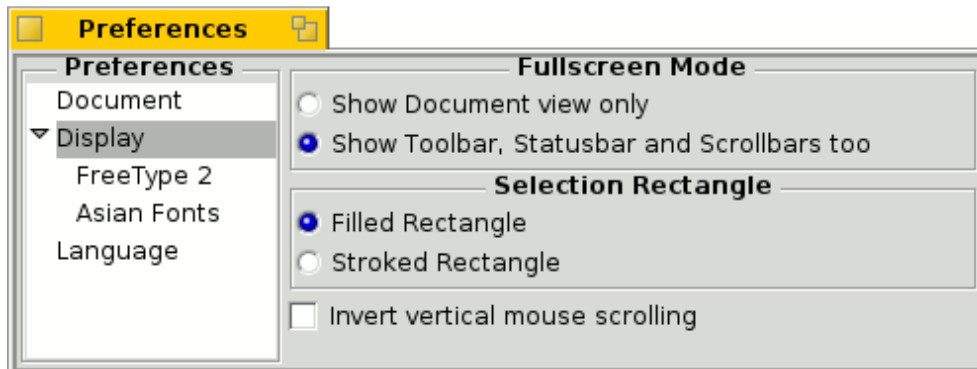 Preferences
Preferences
Document
Display
FreeType 2
Asian Fonts
Language
Fullscreen Mode
Show Document view only
Show Toolbar, Statusbar and Scrollbars too
Selection Rectangle
Filled Rectangle
Stroked Rectangle
Invert vertical mouse scrolling